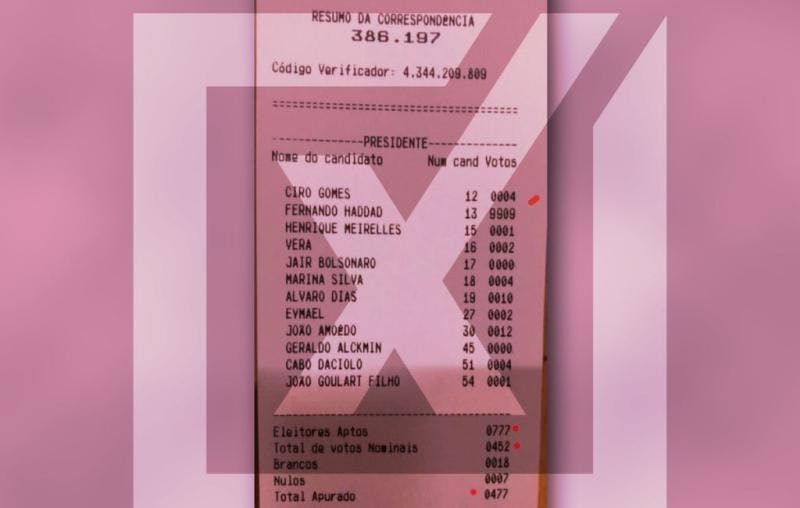 RESUMO DA CORRESPONDêNCIA
386.197
Código Verificador: 4.344.209.809
===================================
--------------PRESIDENTE--------------
Nome do candidato Num cand Votos
CIRO GOMES 12 0004
FERNANDO HADDAD 13 9909
HENRIQUE MEIRELLES 15 0001
VERA 16 0002
JAIR BOLSONARO 17 0000
MARINA SILVA 18 0004
ALVARO DIAS 19 0010
EYMAEL 27 0002
JOÃO AMOêDO 30 0012
GERALDO ALCKMIN 45 0000
CABO DACIOLO 51 0004
JOÃO GOULART FILHO 54 0001
--------------------------------------
Eleitores Aptos 0777
Total de votos Nominais 0452
Brancos 0018
Nulos 0007
Total Apurado 0477